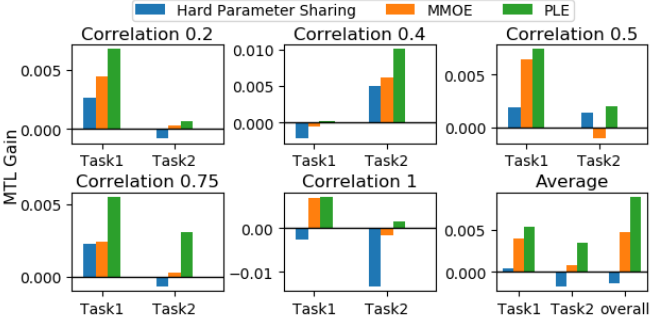 Hard Parameter Sharing MMOE PLE
Correlation 0.2 Correlation 0.4 Correlation 0.5
0.005
0.000
0.010
0.005
0.000
0.005
0.000
Task1 Task2 Task1 Task2 Task1 Task2
MTL Gain
Correlation 0.75 Correlation 1 Average
0.005
0.000
0.00
−0.01
0.005
0.000
Task1 Task2 Task1 Task2 Task1 Task2 overall